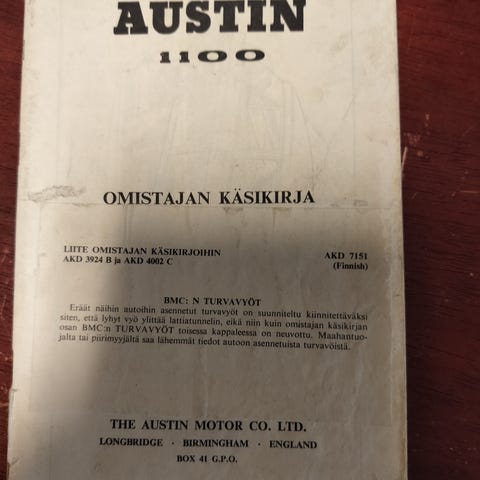 AUSTIN
1100
OMISTAJAN KÄSIKIRJA
LIITE OMISTAJAN KÄSIKIRJOIHIN
AKD 3924 B ja AKD 4002 C
AKD 7151
(Finnish)
BMC: N TURVAVYÖT
Eräät näihin autoihin asennetut turvavyöt on suunniteltu kiinnitettäväksi
siten, että lyhyt vyö ylittää lattiatunnelin, eikä niin kuin omistajan käsikirjan
osan BMC:n TURVAVYÖT toisessa kappaleessa on neuvottu. Maahantuo-
jalta tai piirimyyjältä saa lähemmät tiedot autoon asennetuista turvavöistä.
THE AUSTIN MOTOR CO. LTD.
LONGBRIDGE · BIRMINGHAM · ENGLAND
BOX 41 G.P.O.